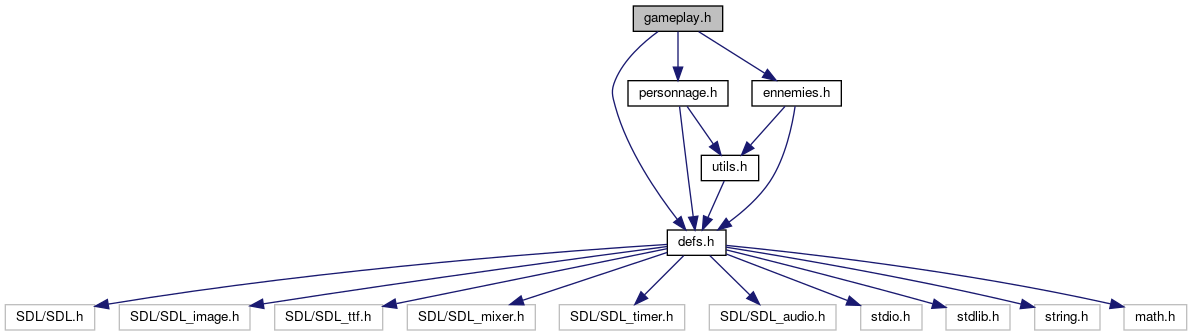 gameplay.h
personnage.h
ennemies.h
utils.h
defs.h
SDL/SDL.h
SDL/SDL_image.h
SDL/SDL_ttf.h
SDL/SDL_mixer.h
SDL/SDL_timer.h
SDL/SDL_audio.h
stdio.h
stdlib.h
string.h
math.h